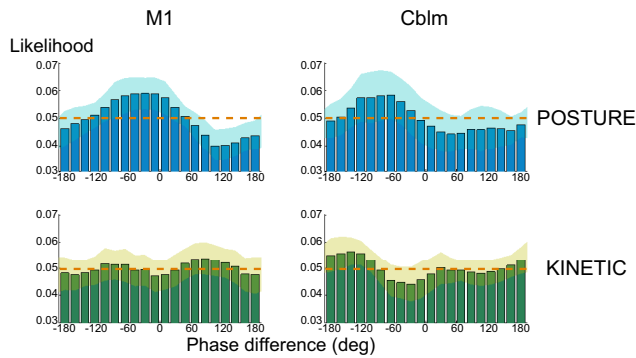 M1 Cblm
Likelihood
0.07 0.07
0.06 0.06
0.05 0.05 POSTURE
0.04 0.04
0.03 0.03
-180 -120 -60 0 60 120 180 -180 -120 -60 0 60 120 180
0.07 0.07
0.06 0.06
0.05 0.05 KINETIC
0.04 0.04
0.03 0.03
-180 -120 -60 0 60 120 180 -180 -120 -60 0 60 120 180
Phase difference (deg)